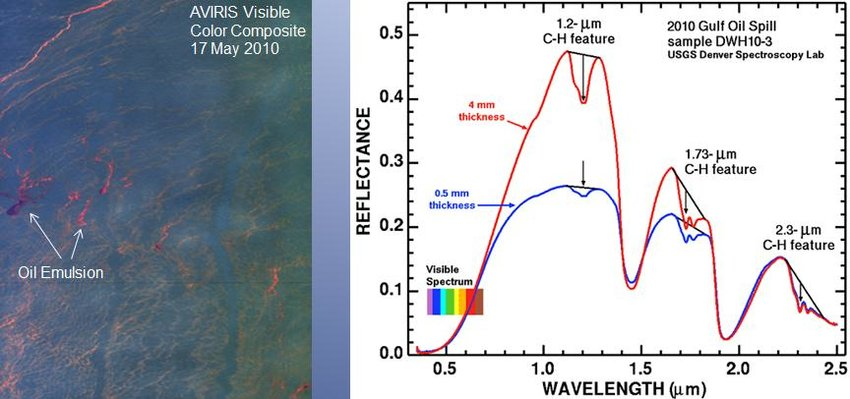 AVIRIS Visible
Color Composite
17 May 2010
Oil Emulsion
REFLECTANCE
0.5
0.4
0.3
0.2
0.1
0.0
1.2- μm
C-H feature
2010 Gulf Oil Spill
sample DWH10-3
USGS Denver Spectroscopy Lab
4 mm
thickness
1.73- μm
C-H feature
0.5 mm
thickness
2.3- μm
C-H feature
Visible
Spectrum
0.5
1.0
1.5
2.0
2.5
WAVELENGTH (μm)